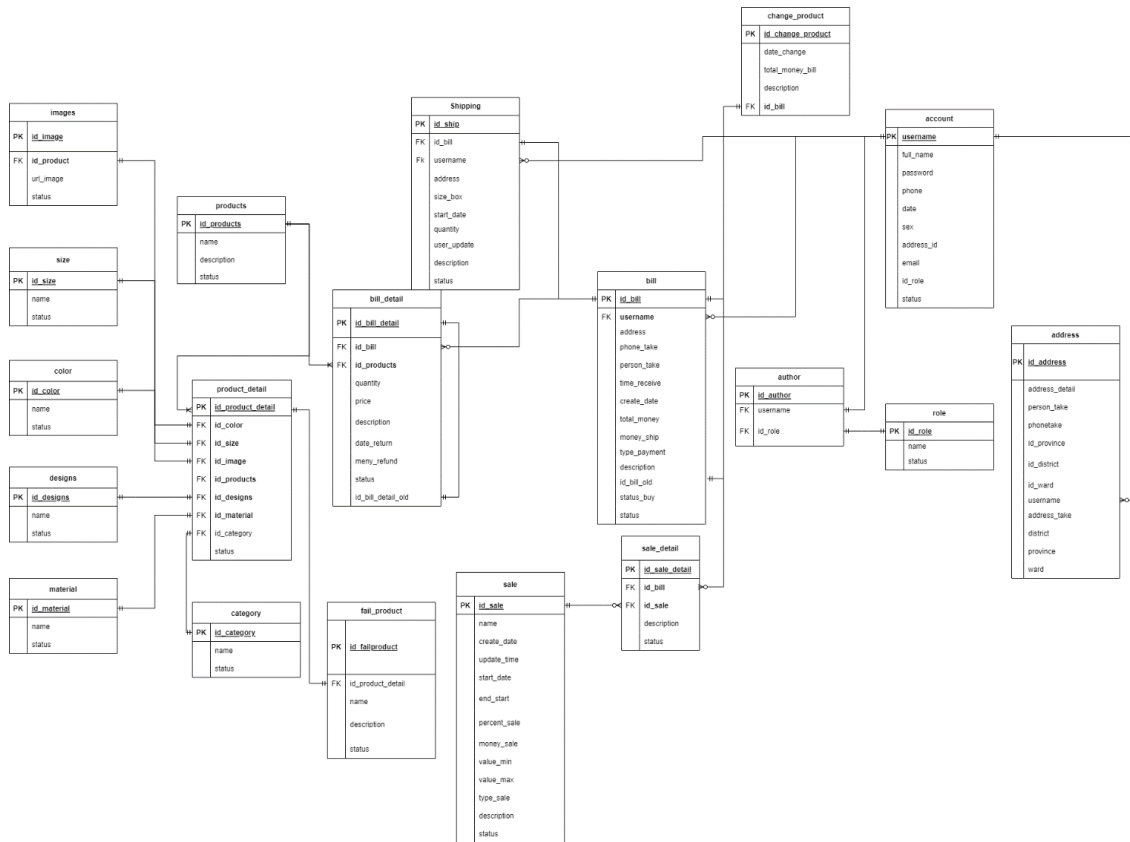 change_product
PK id_change_product
date_change
total_money_bill
description
FK id_bill
images
PK id_image
FK id_product
url_image
status
Shipping
PK id_ship
FK id_bill
Fk username
address
size_box
start_date
quantity
user_update
description
status
account
PK username
full_name
password
phone
date
sex
address_id
email
id_role
status
products
PK id_products
name
description
status
size
PK id_size
name
status
bill_detail
PK id_bill_detail
FK id_bill
FK id_products
quantity
price
description
date_return
meny_refund
status
id_bill_detail_old
bill
PK id_bill
FK username
address
phone_take
person_take
time_receive
create_date
total_money
money_ship
type_payment
description
id_bill_old
status_buy
status
address
PK id_address
address_detail
person_take
phonetake
id_province
id_district
id_ward
username
address_take
district
province
ward
color
PK id_color
name
status
product_detail
PK id_product_detail
FK id_color
FK id_size
FK id_image
FK id_products
FK id_designs
FK id_material
FK id_category
status
author
PK id_author
FK username
FK id_role
role
PK id_role
name
status
designs
PK id_designs
name
status
sale_detail
PK id_sale_detail
FK id_bill
FK id_sale
description
status
material
PK id_material
name
status
category
PK id_category
name
status
fail_product
PK id_failproduct
FK id_product_detail
name
description
status
sale
PK id_sale
name
create_date
update_time
start_date
end_start
percent_sale
money_sale
value_min
value_max
type_sale
description
status